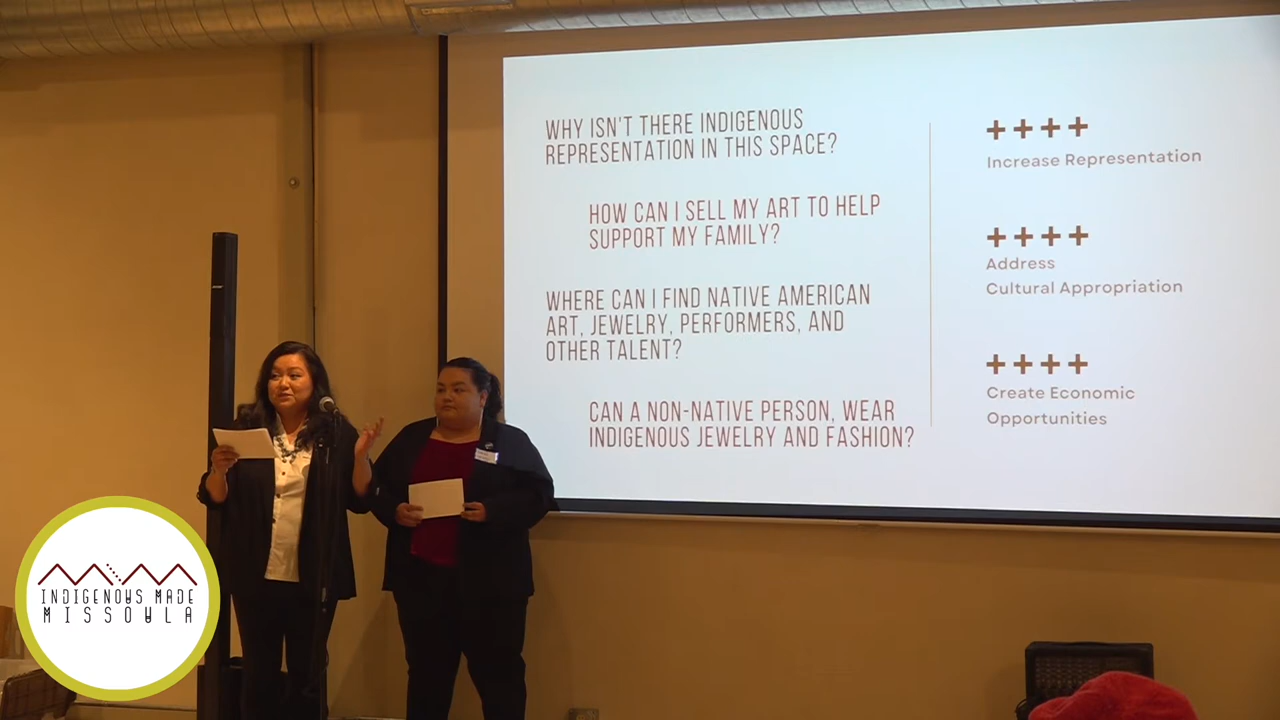 WHY ISN'T THERE INDIGENOUS
REPRESENTATION IN THIS SPACE?
HOW CAN I SELL MY ART TO HELP
SUPPORT MY FAMILY?
WHERE CAN I FIND NATIVE AMERICAN
ART, JEWELRY, PERFORMERS, AND
OTHER TALENT?
CAN A NON-NATIVE PERSON, WEAR
INDIGENOUS JEWELRY AND FASHION?
++++
Increase Representation
++++
Address
Cultural Appropriation
++++
Create Economic
Opportunities
INDIGENOUS MADE
MISSOULA